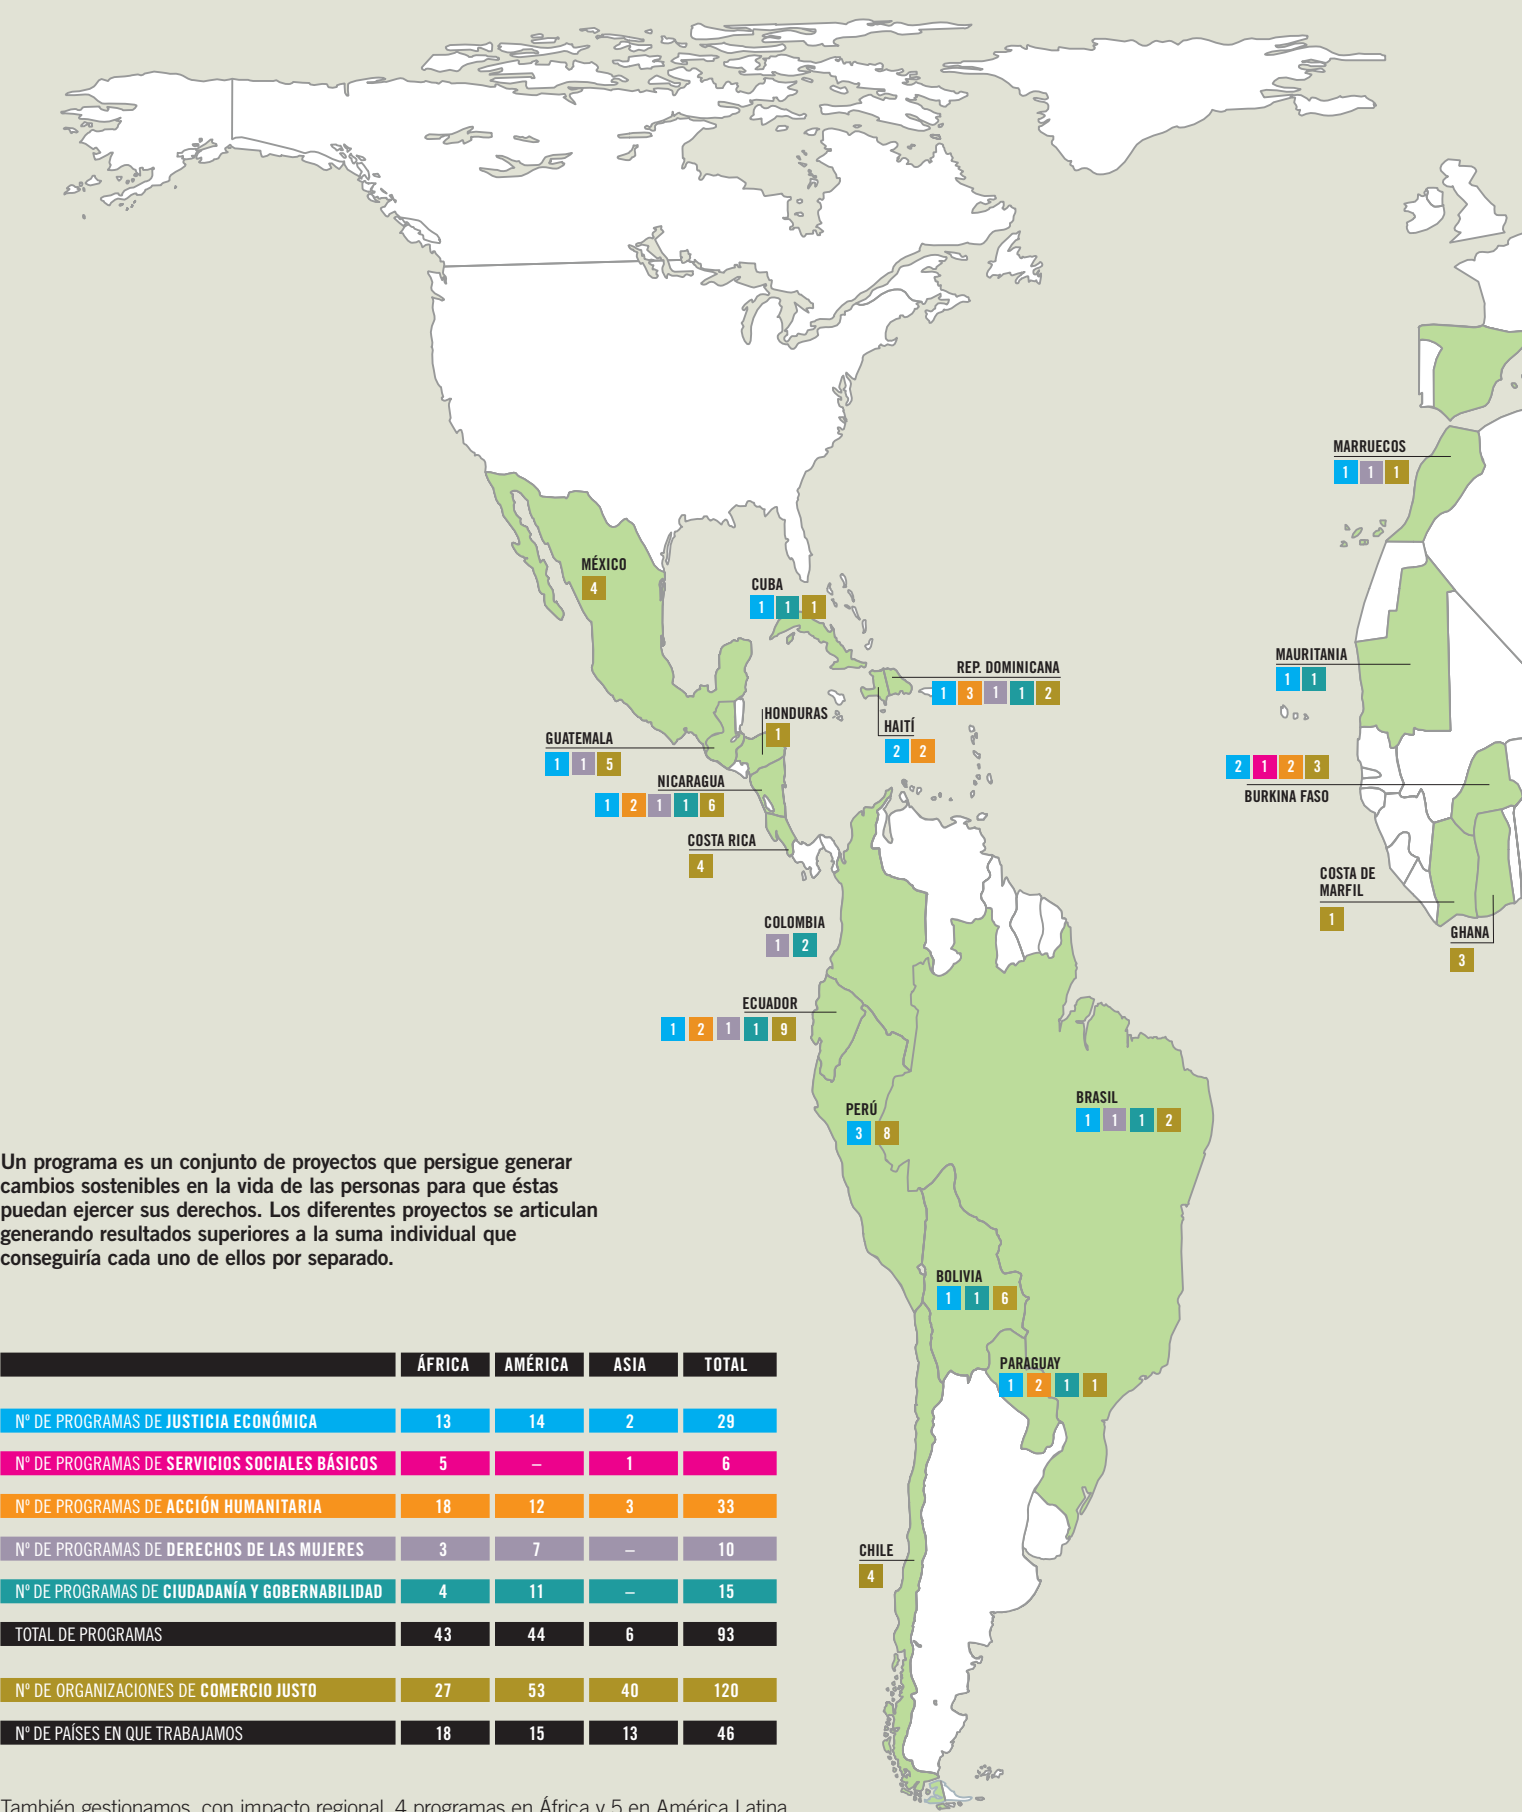 MARRUECOS
1 1 1
MÉXICO
4
CUBA
1 1 1
MAURITANIA
1 1
REP. DOMINICANA
1 3 1 1 2
HONDURAS
1
HAITÍ
2 2
GUATEMALA
1 1 5
NICARAGUA
1 2 1 1 6
2 1 2 3
BURKINA FASO
COSTA RICA
4
COSTA DE
MARFIL
1
GHANA
3
COLOMBIA
1 2
ECUADOR
1 2 1 1 9
PERÚ
3 8
BRASIL
1 1 1 2
Un programa es un conjunto de proyectos que persigue generar
cambios sostenibles en la vida de las personas para que éstas
puedan ejercer sus derechos. Los diferentes proyectos se articulan
generando resultados superiores a la suma individual que
conseguiría cada uno de ellos por separado.
BOLIVIA
1 1 6
PARAGUAY
1 2 1 1
CHILE
4
ÁFRICA AMÉRICA ASIA TOTAL
Nº DE PROGRAMAS DE JUSTICIA ECONÓMICA 13 14 2 29
Nº DE PROGRAMAS DE SERVICIOS SOCIALES BÁSICOS 5 – 1 6
Nº DE PROGRAMAS DE ACCIÓN HUMANITARIA 18 12 3 33
Nº DE PROGRAMAS DE DERECHOS DE LAS MUJERES 3 7 – 10
Nº DE PROGRAMAS DE CIUDADANÍA Y GOBERNABILIDAD 4 11 – 15
TOTAL DE PROGRAMAS 43 44 6 93
Nº DE ORGANIZACIONES DE COMERCIO JUSTO 27 53 40 120
Nº DE PAÍSES EN QUE TRABAJAMOS 18 15 13 46
También gestionamos, con impacto regional, 4 programas en África y 5 en América Latina